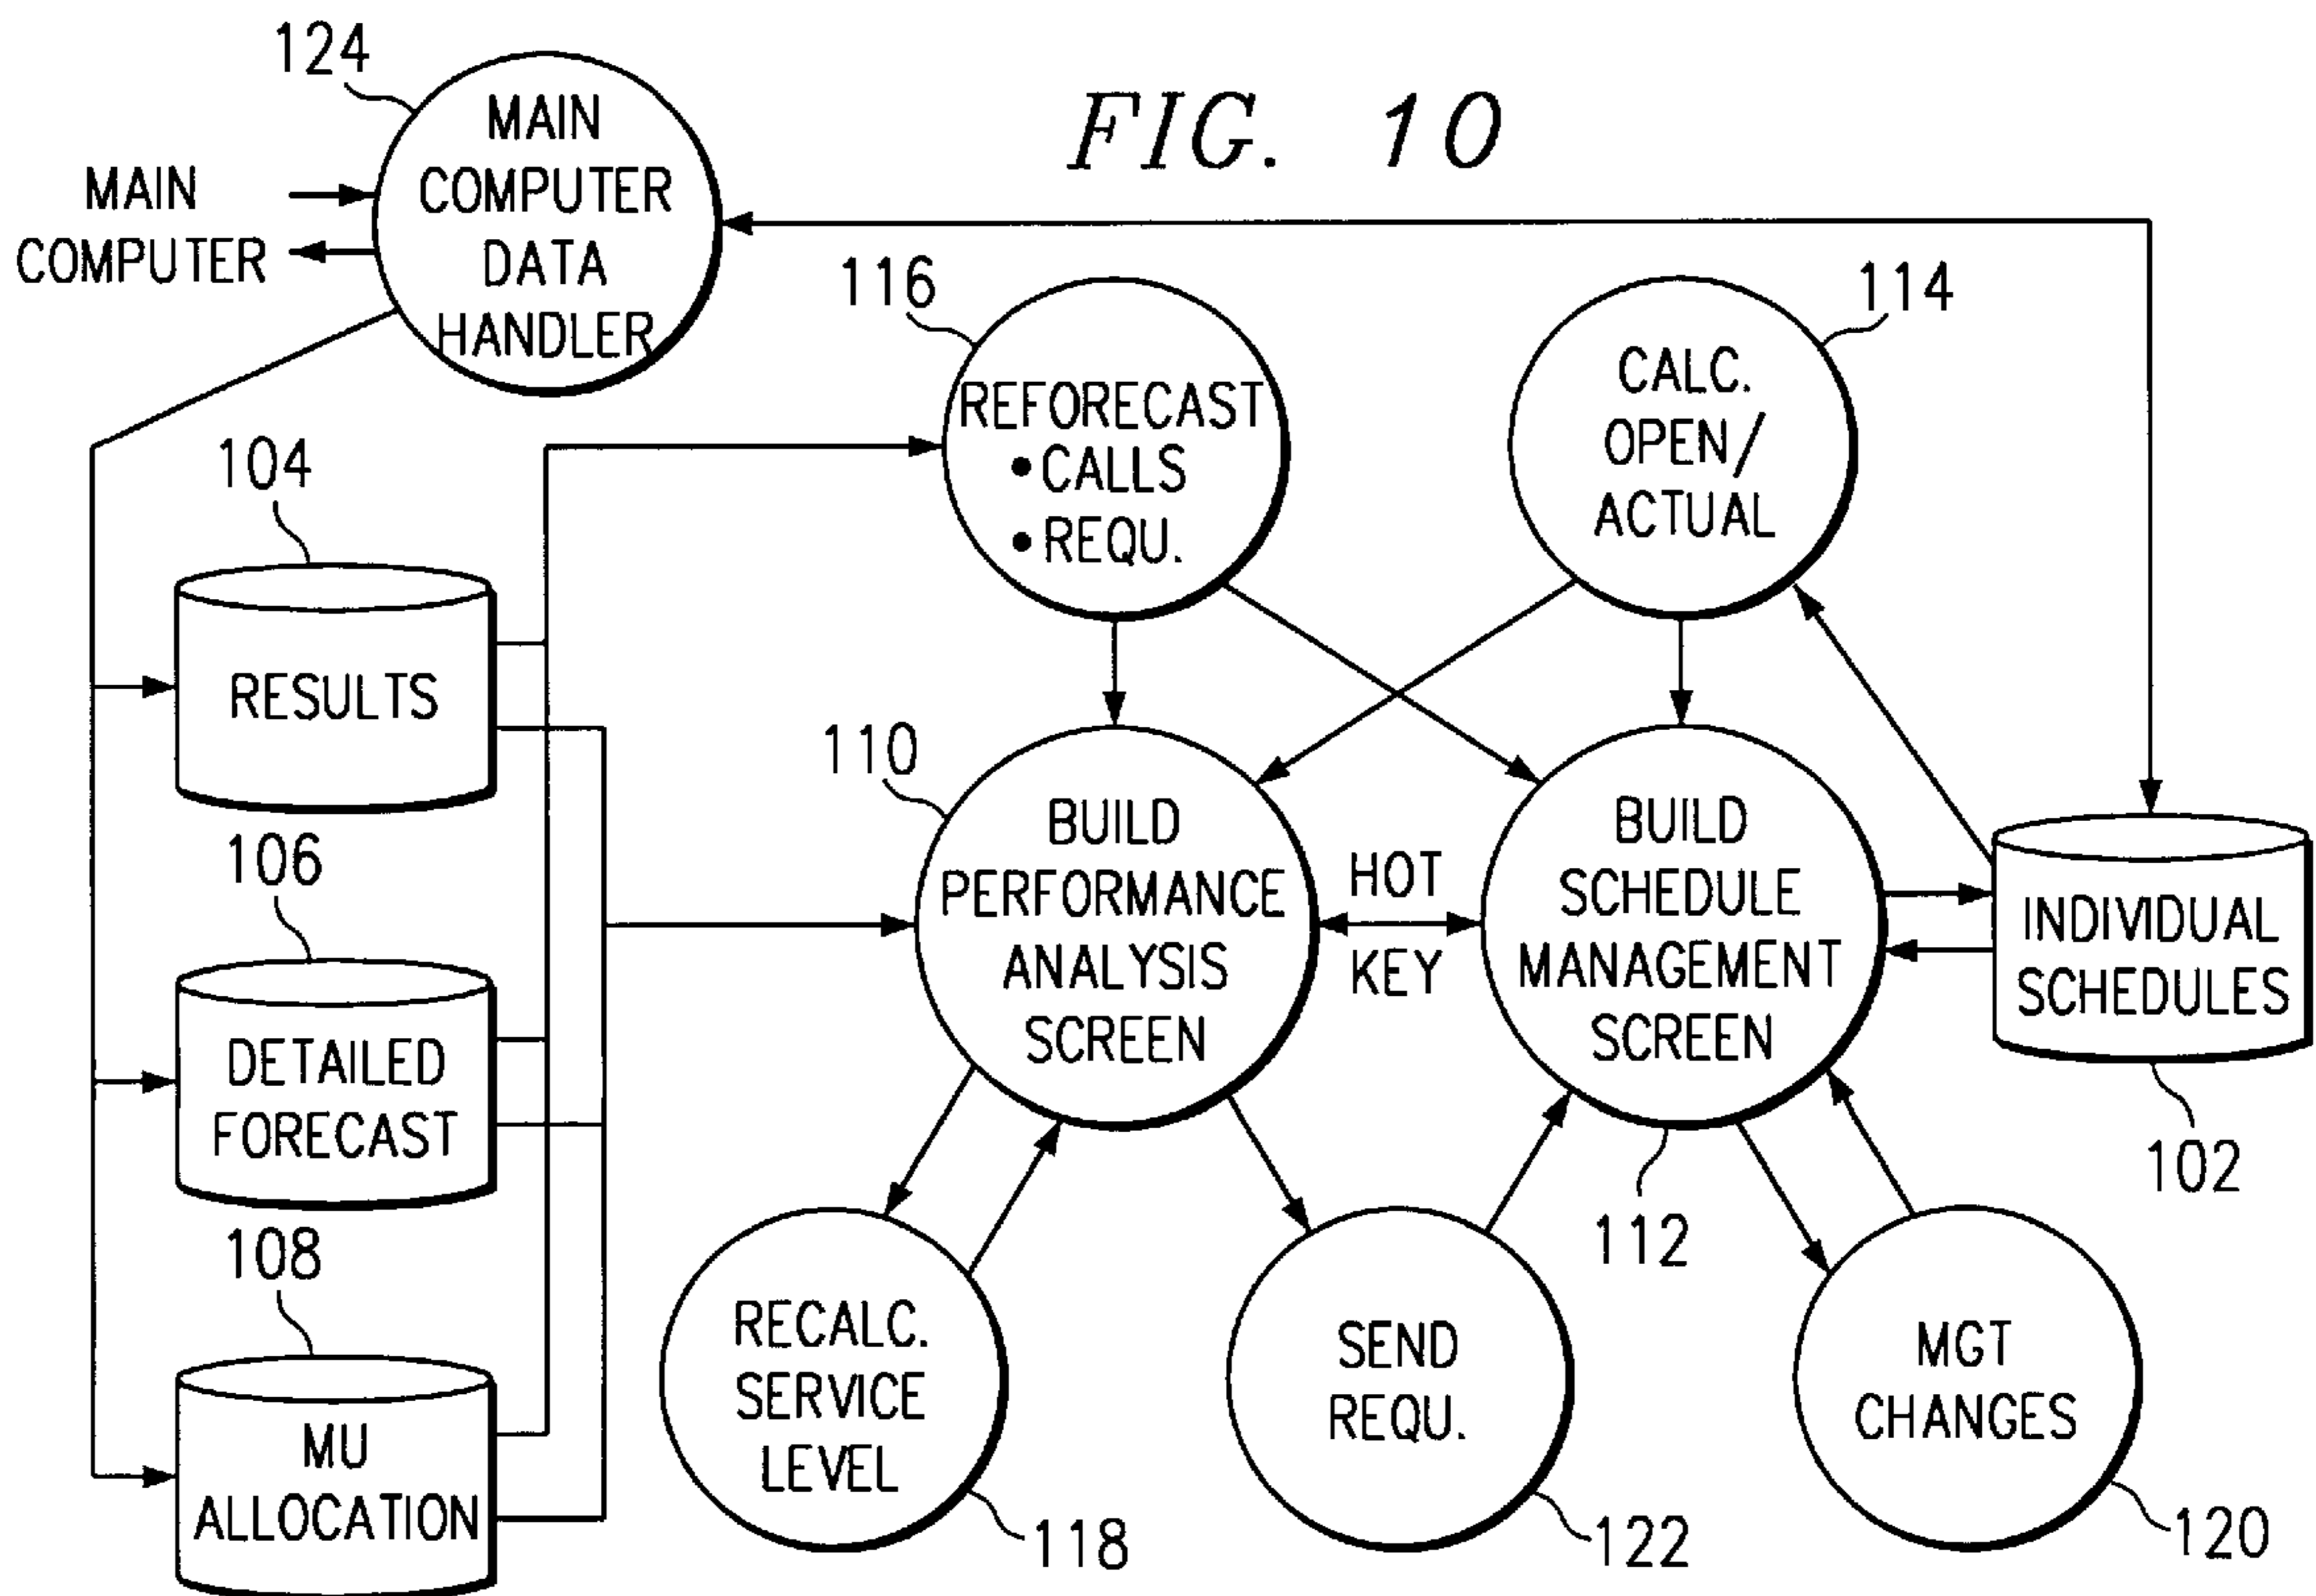 FIG. 10
124
MAIN
COMPUTER
DATA
HANDLER
MAIN
COMPUTER
116
REFORECAST
•CALLS
•REQU.
114
CALC.
OPEN/
ACTUAL
104
RESULTS
110
BUILD
PERFORMANCE
ANALYSIS
SCREEN
HOT
KEY
BUILD
SCHEDULE
MANAGEMENT
SCREEN
112
INDIVIDUAL
SCHEDULES
102
106
DETAILED
FORECAST
108
MU
ALLOCATION
RECALC.
SERVICE
LEVEL
118
SEND
REQU.
122
MGT
CHANGES
120